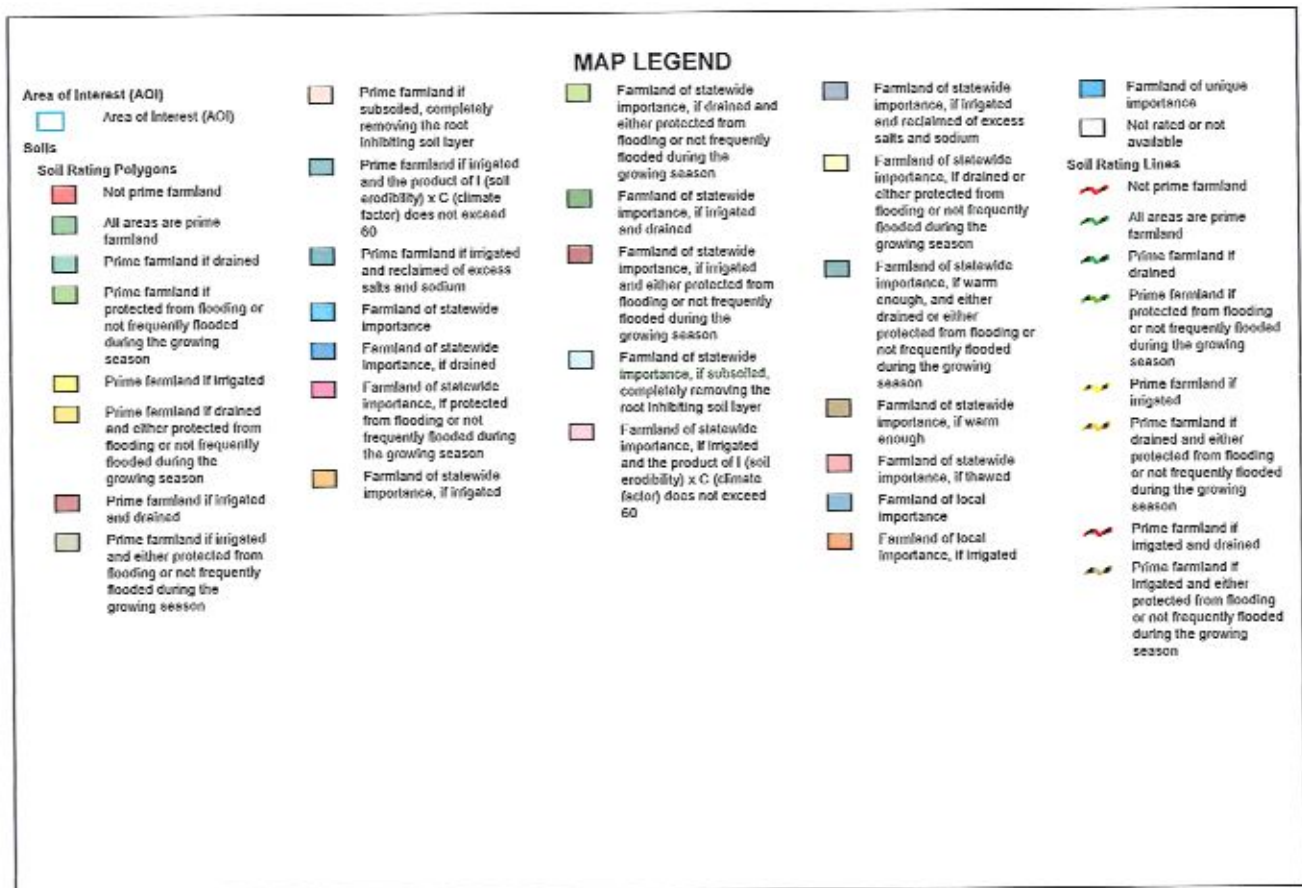 MAP LEGEND
Area of Interest (AOI)
Area of Interest (AOI)
Soils
Soil Rating Polygons
Not prime farmland
All areas are prime
farmland
Prime farmland if drained
Prime farmland if
protected from flooding or
not frequently flooded
during the growing
season
Prime farmland if irrigated
Prime farmland if drained
and either protected from
flooding or not frequently
flooded during the
growing season
Prime farmland if irrigated
and drained
Prime farmland if irrigated
and either protected from
flooding or not frequently
flooded during the
growing season
Prime farmland if
subsoiled, completely
removing the root
inhibiting soil layer
Prime farmland if irrigated
and the product of I (soil
erodibility) x C (climate
factor) does not exceed
60
Prime farmland if irrigated
and reclaimed of excess
salts and sodium
Farmland of statewide
importance
Farmland of statewide
importance, if drained
Farmland of statewide
importance, if protected
from flooding or not
frequently flooded during
the growing season
Farmland of statewide
importance, if irrigated
Farmland of statewide
importance, if drained and
either protected from
flooding or not frequently
flooded during the
growing season
Farmland of statewide
importance, if irrigated
and drained
Farmland of statewide
importance, if irrigated
and either protected from
flooding or not frequently
flooded during the
growing season
Farmland of statewide
importance, if subsoiled,
completely removing the
root inhibiting soil layer
Farmland of statewide
importance, if irrigated
and the product of I (soil
erodibility) x C (climate
factor) does not exceed
60
Farmland of statewide
importance, if irrigated
and reclaimed of excess
salts and sodium
Farmland of statewide
importance, if drained or
either protected from
flooding or not frequently
flooded during the
growing season
Farmland of statewide
importance, if warm
enough, and either
drained or either
protected from flooding or
not frequently flooded
during the growing
season
Farmland of statewide
importance, if warm
enough
Farmland of statewide
importance, if thawed
Farmland of local
importance
Farmland of local
importance, if irrigated
Farmland of unique
importance
Not rated or not
available
Soil Rating Lines
Not prime farmland
All areas are prime
farmland
Prime farmland if
drained
Prime farmland if
protected from flooding
or not frequently flooded
during the growing
season
Prime farmland if
irrigated
Prime farmland if
drained and either
protected from flooding
or not frequently flooded
during the growing
season
Prime farmland if
irrigated and drained
Prime farmland if
irrigated and either
protected from flooding
or not frequently flooded
during the growing
season